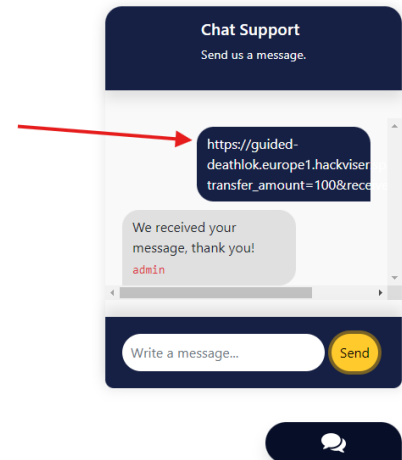 Chat Support
Send us a message.
https://guided-
deathlok.europe1.hackviser
transfer_amount=100&rece
We received your
message, thank you!
admin
Write a message...
Send